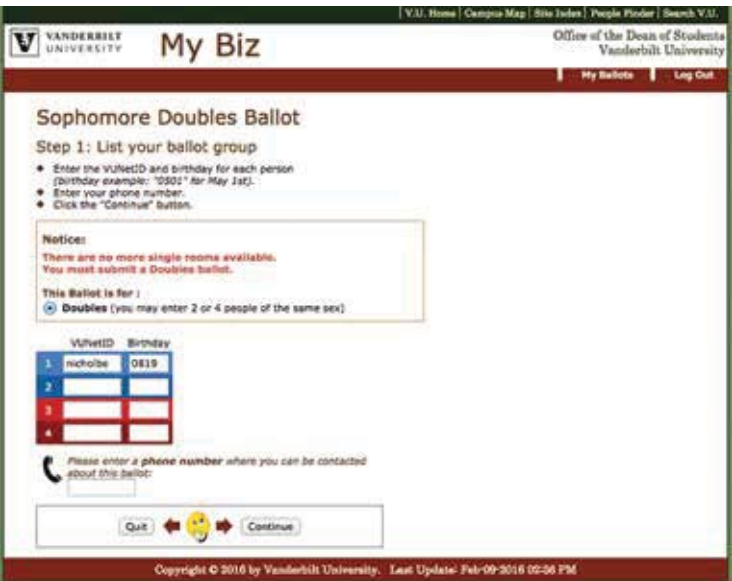 V.U. Home | Campus Map | Site Index | People Finder | Search V.U.
V VANDERBILT UNIVERSITY
My Biz
Office of the Dean of Students
Vanderbilt University
My Ballots | Log Out
Sophomore Doubles Ballot
Step 1: List your ballot group
Enter the VUNetID and birthday for each person
(birthday example: "0501" for May 1st).
Enter your phone number.
Click the "Continue" button.
Notice:
There are no more single rooms available.
You must submit a Doubles ballot.
This Ballot is for :
Doubles (you may enter 2 or 4 people of the same sex)
VUNetID Birthday
1 nicholbe 0819
2
3
4
Please enter a phone number where you can be contacted
about this ballot:
Quit Continue
Copyright © 2016 by Vanderbilt University. Last Update: Feb-09-2016 02:36 PM